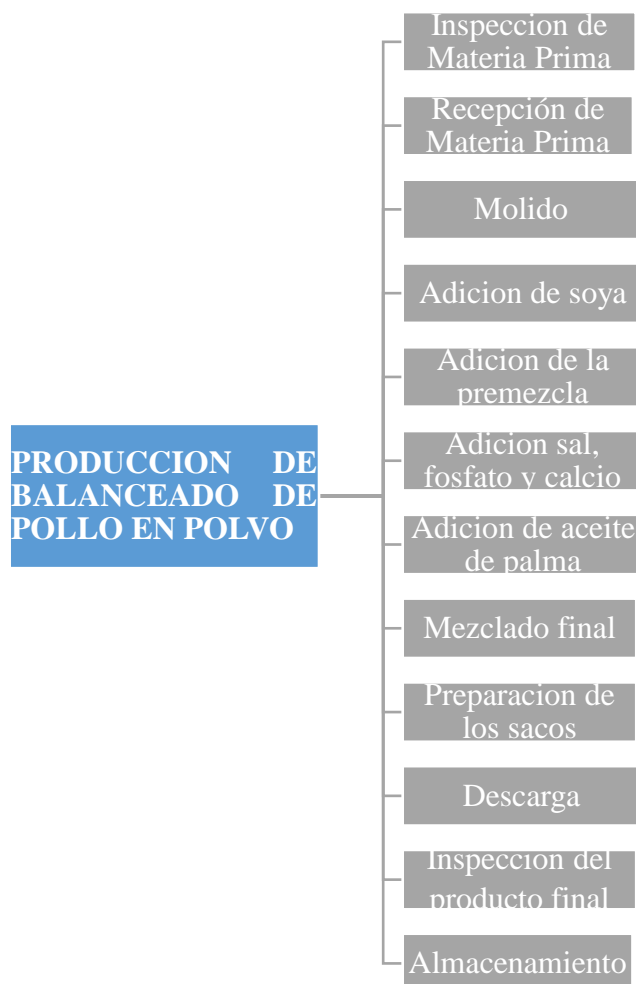 Inspeccion de
Materia Prima
Recepción de
Materia Prima
Molido
Adicion de soya
Adicion de la
premezcla
Adicion sal,
fosfato y calcio
PRODUCCION DE
BALANCEADO DE
POLLO EN POLVO
Adicion de aceite
de palma
Mezclado final
Preparacion de
los sacos
Descarga
Inspeccion del
producto final
Almacenamiento